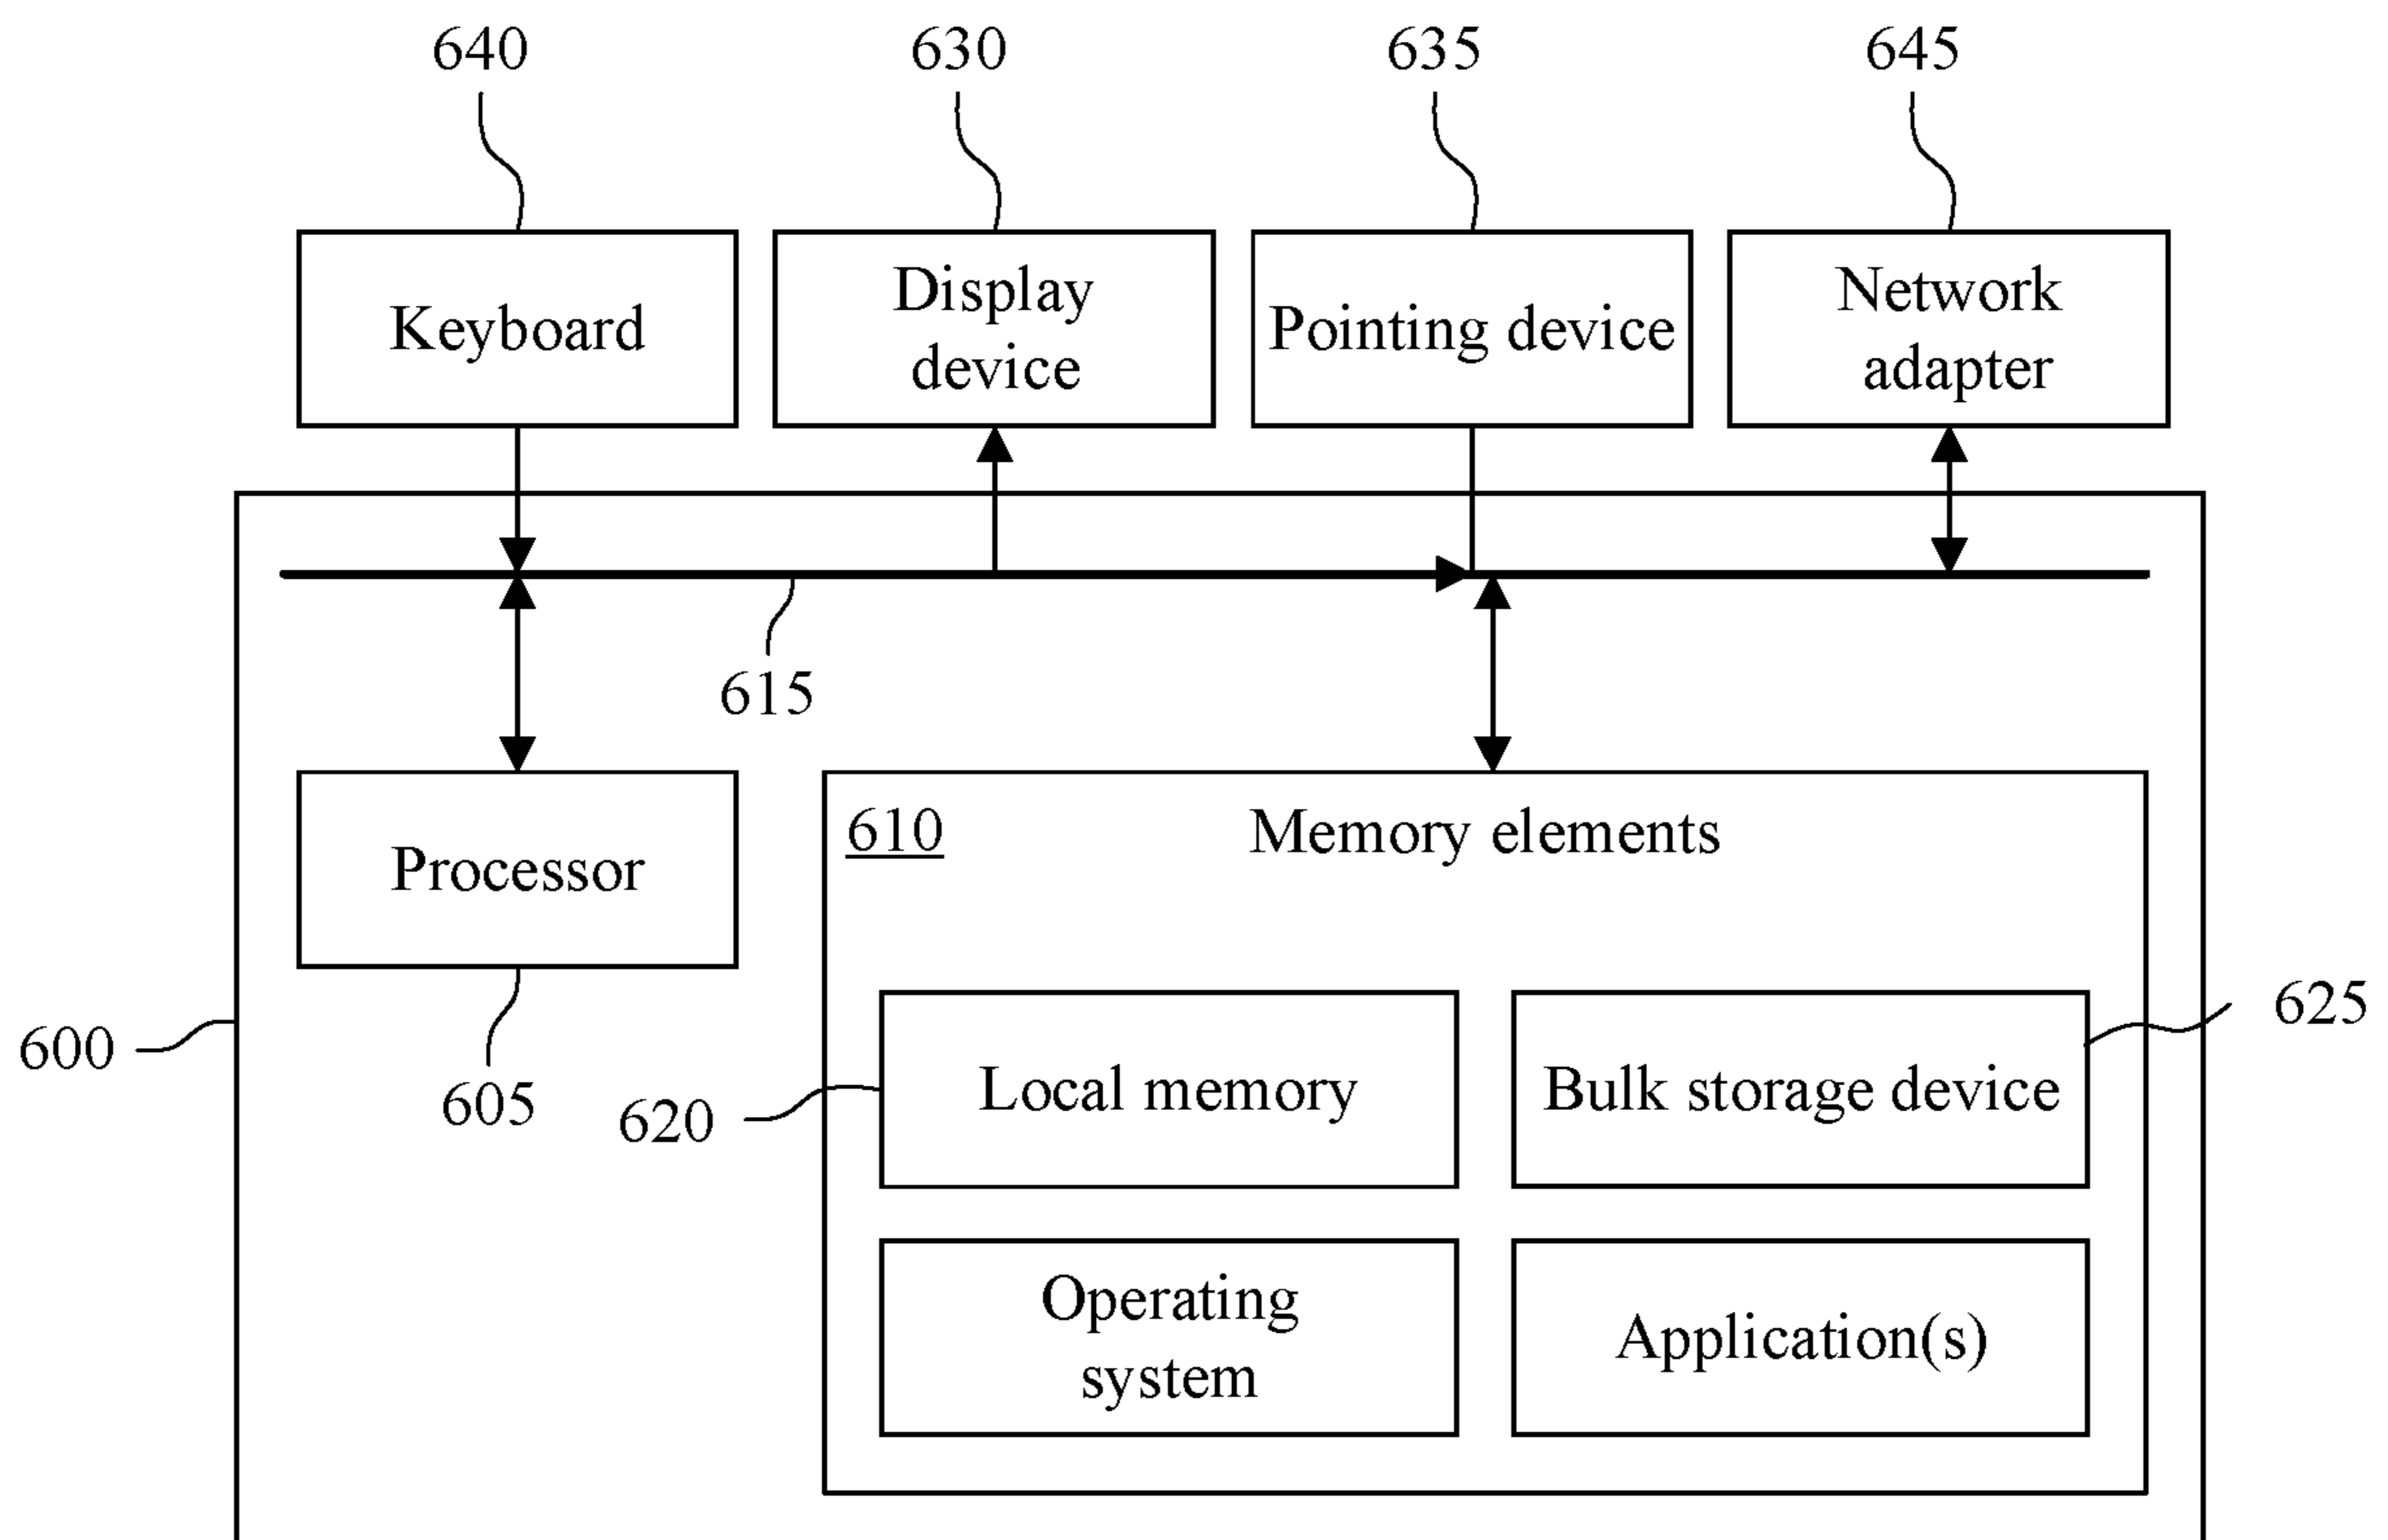 640
630
635
645
Keyboard
Display
device
Pointing device
Network
adapter
615
Processor
610
Memory elements
600
605
620
Local memory
Bulk storage device
625
Operating
system
Application(s)